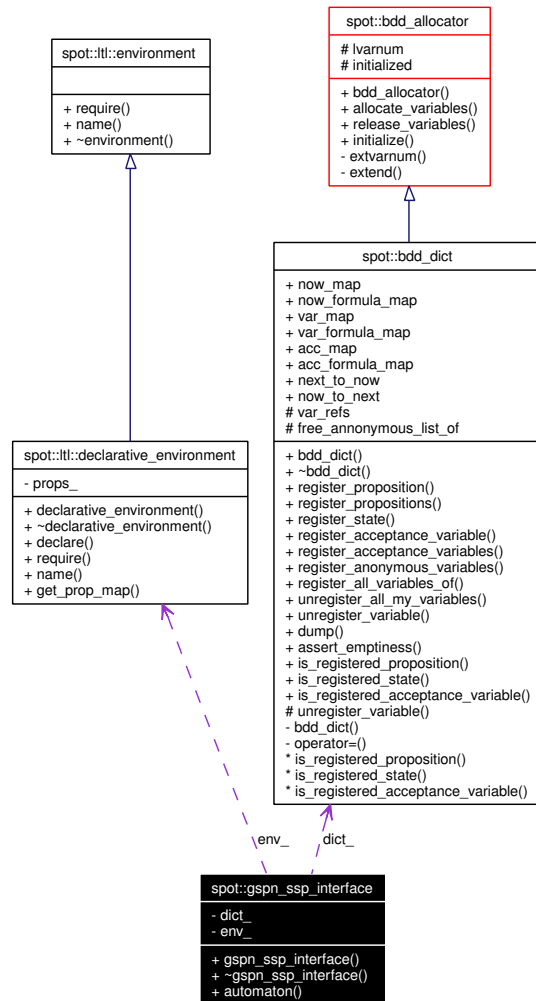 spot::bdd_allocator
# lvarnum
# initialized
+ bdd_allocator()
+ allocate_variables()
+ release_variables()
+ initialize()
- extvarnum()
- extend()
spot::ltl::environment
+ require()
+ name()
+ ~environment()
spot::bdd_dict
+ now_map
+ now_formula_map
+ var_map
+ var_formula_map
+ acc_map
+ acc_formula_map
+ next_to_now
+ now_to_next
# var_refs
# free_annonymous_list_of
+ bdd_dict()
+ ~bdd_dict()
+ register_proposition()
+ register_propositions()
+ register_state()
+ register_acceptance_variable()
+ register_acceptance_variables()
+ register_anonymous_variables()
+ register_all_variables_of()
+ unregister_all_my_variables()
+ unregister_variable()
+ dump()
+ assert_emptiness()
+ is_registered_proposition()
+ is_registered_state()
+ is_registered_acceptance_variable()
# unregister_variable()
- bdd_dict()
- operator=()
* is_registered_proposition()
* is_registered_state()
* is_registered_acceptance_variable()
spot::ltl::declarative_environment
- props_
+ declarative_environment()
+ ~declarative_environment()
+ declare()
+ require()
+ name()
+ get_prop_map()
env_
dict_
spot::gspn_ssp_interface
- dict_
- env_
+ gspn_ssp_interface()
+ ~gspn_ssp_interface()
+ automaton()